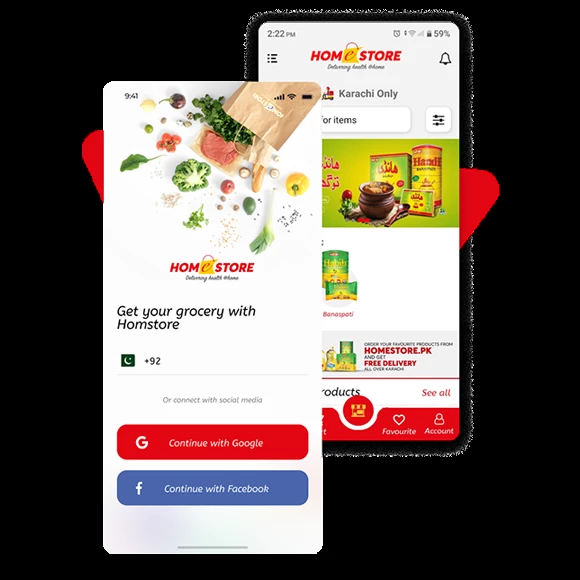 2:22 PM
59%
HOMeSTORE
Delivering health @home
Karachi Only
for items
ھانڈی
Handi
Banaspati
ORDER YOUR FAVOURITE PRODUCTS FROM
HOMESTORE.PK
AND GET
FREE DELIVERY
ALL OVER KARACHI
roducts
See all
Favourite
Account
9:41
HOMeSTORE
Delivering health @home
Get your grocery with
Homstore
+92
Or connect with social media
G
Continue with Google
f
Continue with Facebook